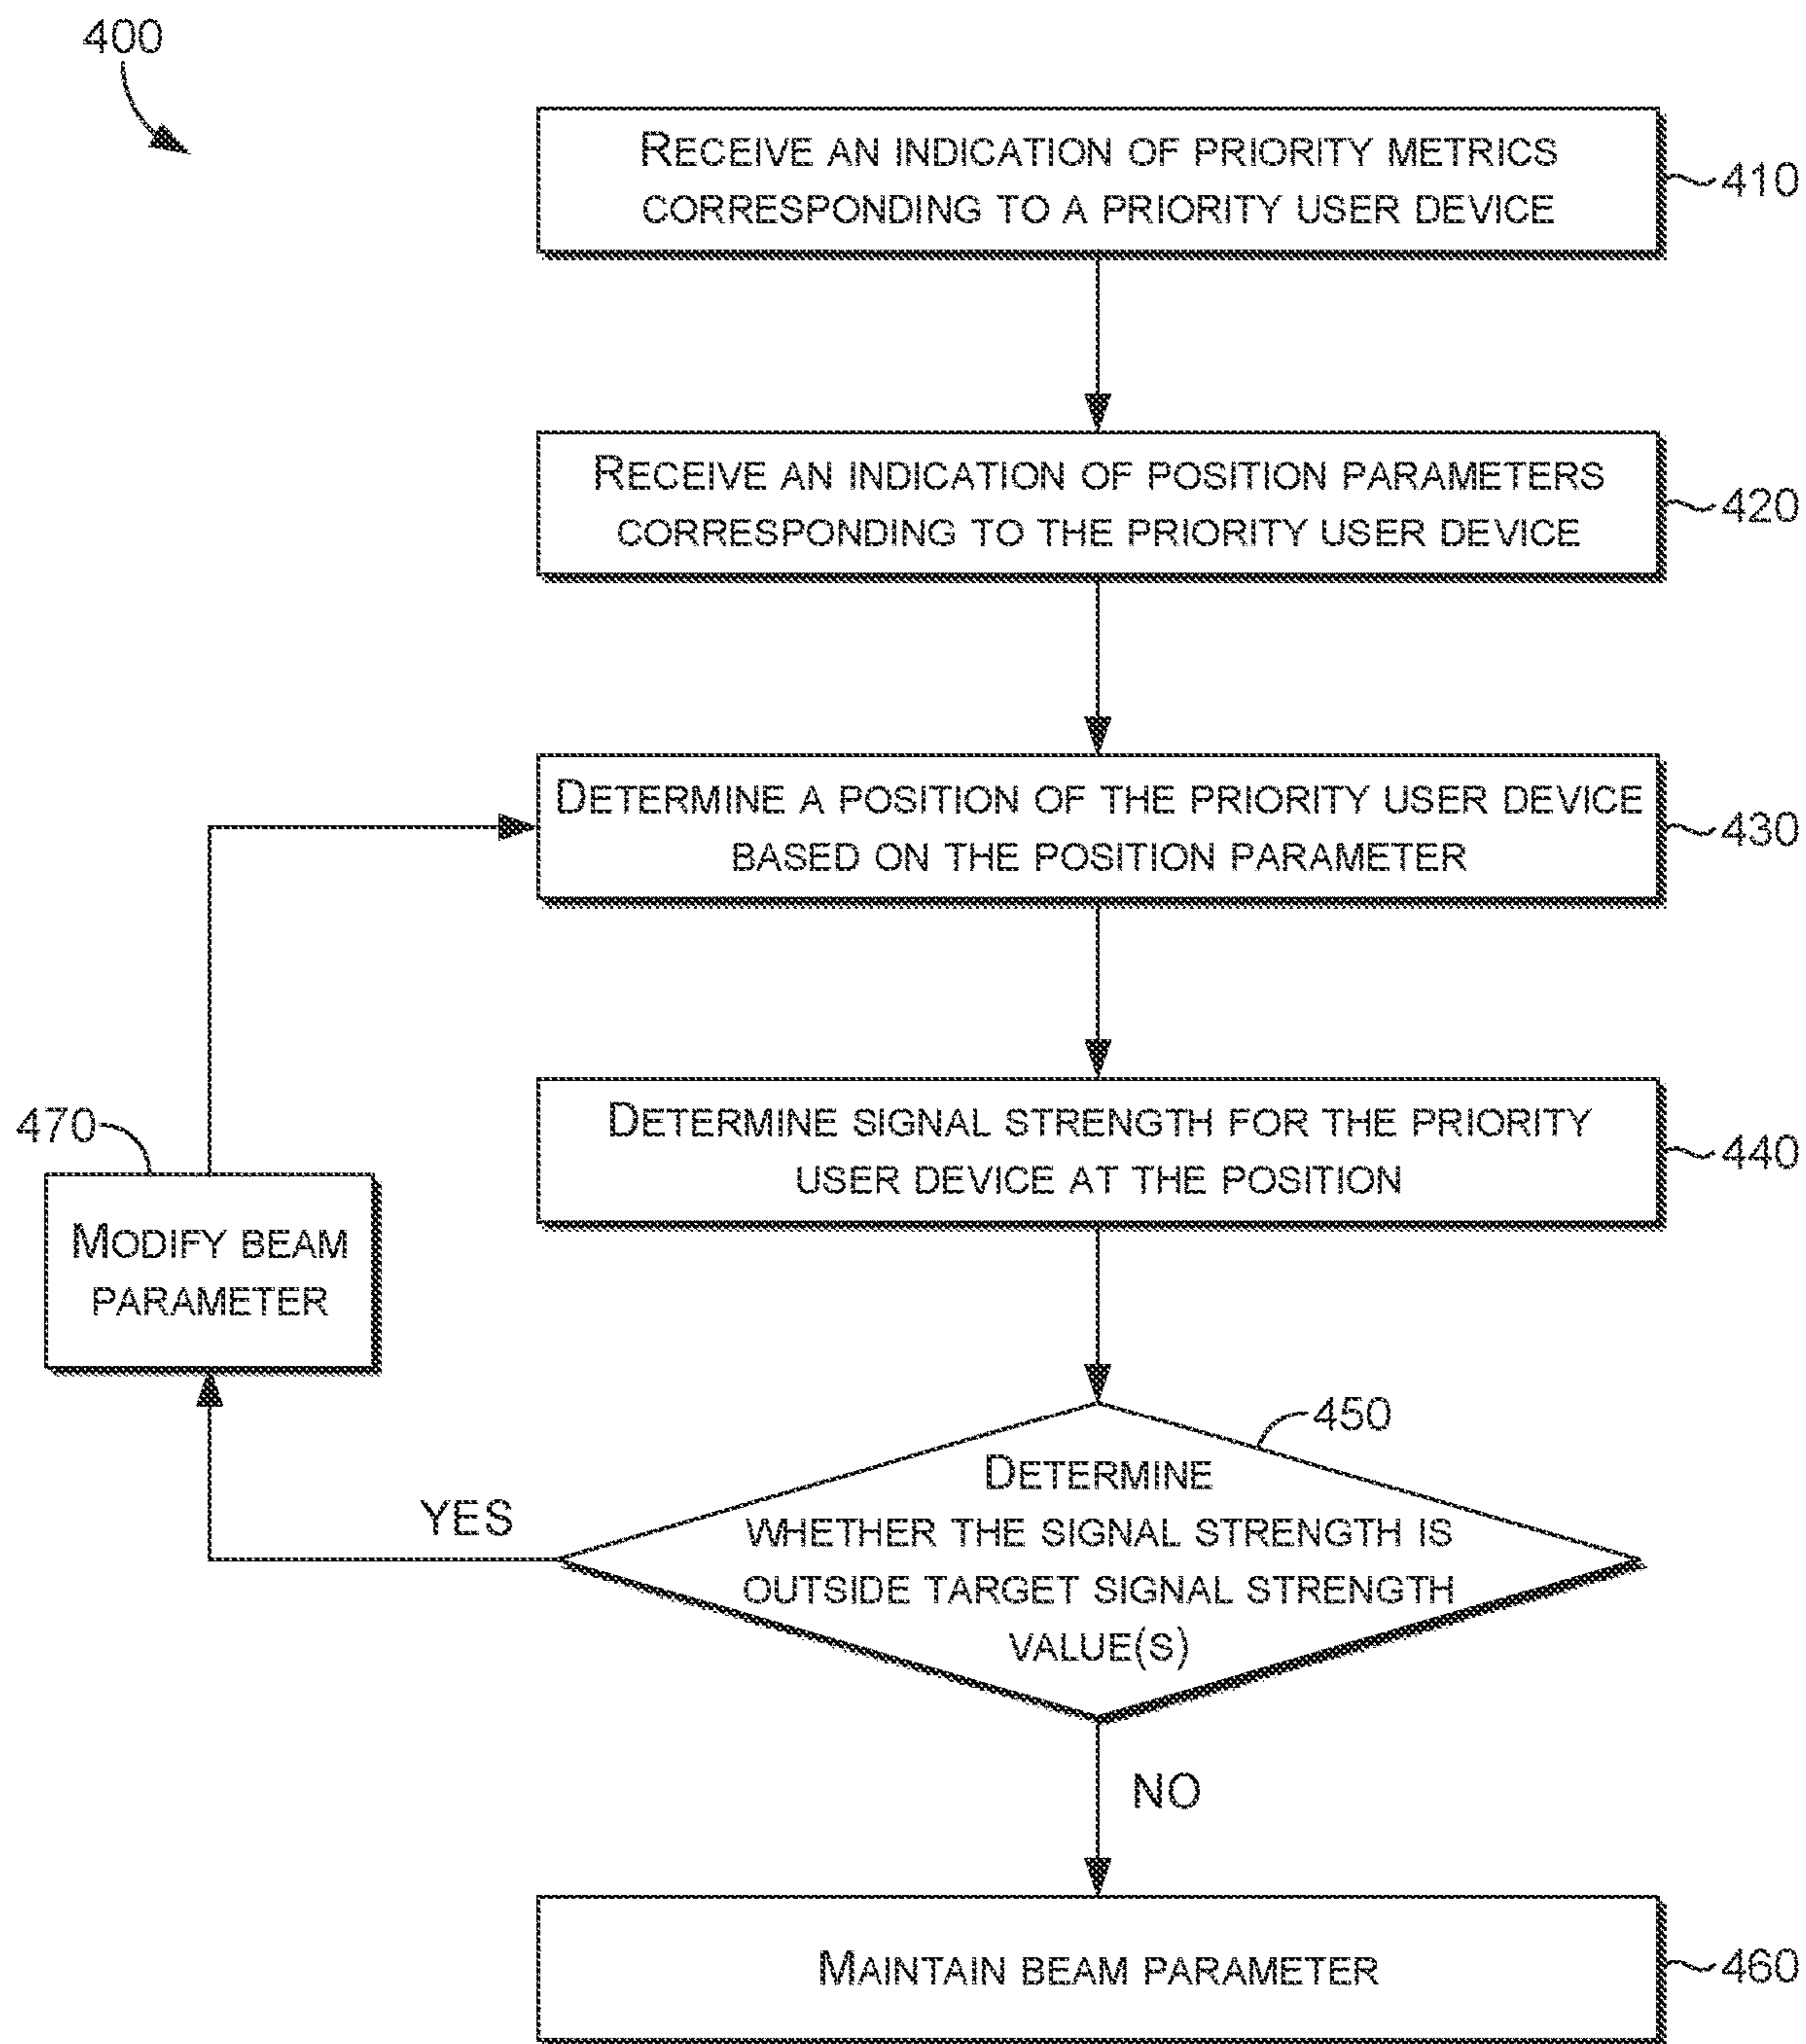 400
RECEIVE AN INDICATION OF PRIORITY METRICS
CORRESPONDING TO A PRIORITY USER DEVICE
410
RECEIVE AN INDICATION OF POSITION PARAMETERS
CORRESPONDING TO THE PRIORITY USER DEVICE
420
DETERMINE A POSITION OF THE PRIORITY USER DEVICE
BASED ON THE POSITION PARAMETER
430
DETERMINE SIGNAL STRENGTH FOR THE PRIORITY
USER DEVICE AT THE POSITION
440
470
MODIFY BEAM
PARAMETER
450
DETERMINE
WHETHER THE SIGNAL STRENGTH IS
OUTSIDE TARGET SIGNAL STRENGTH
VALUE(S)
YES
NO
MAINTAIN BEAM PARAMETER
460